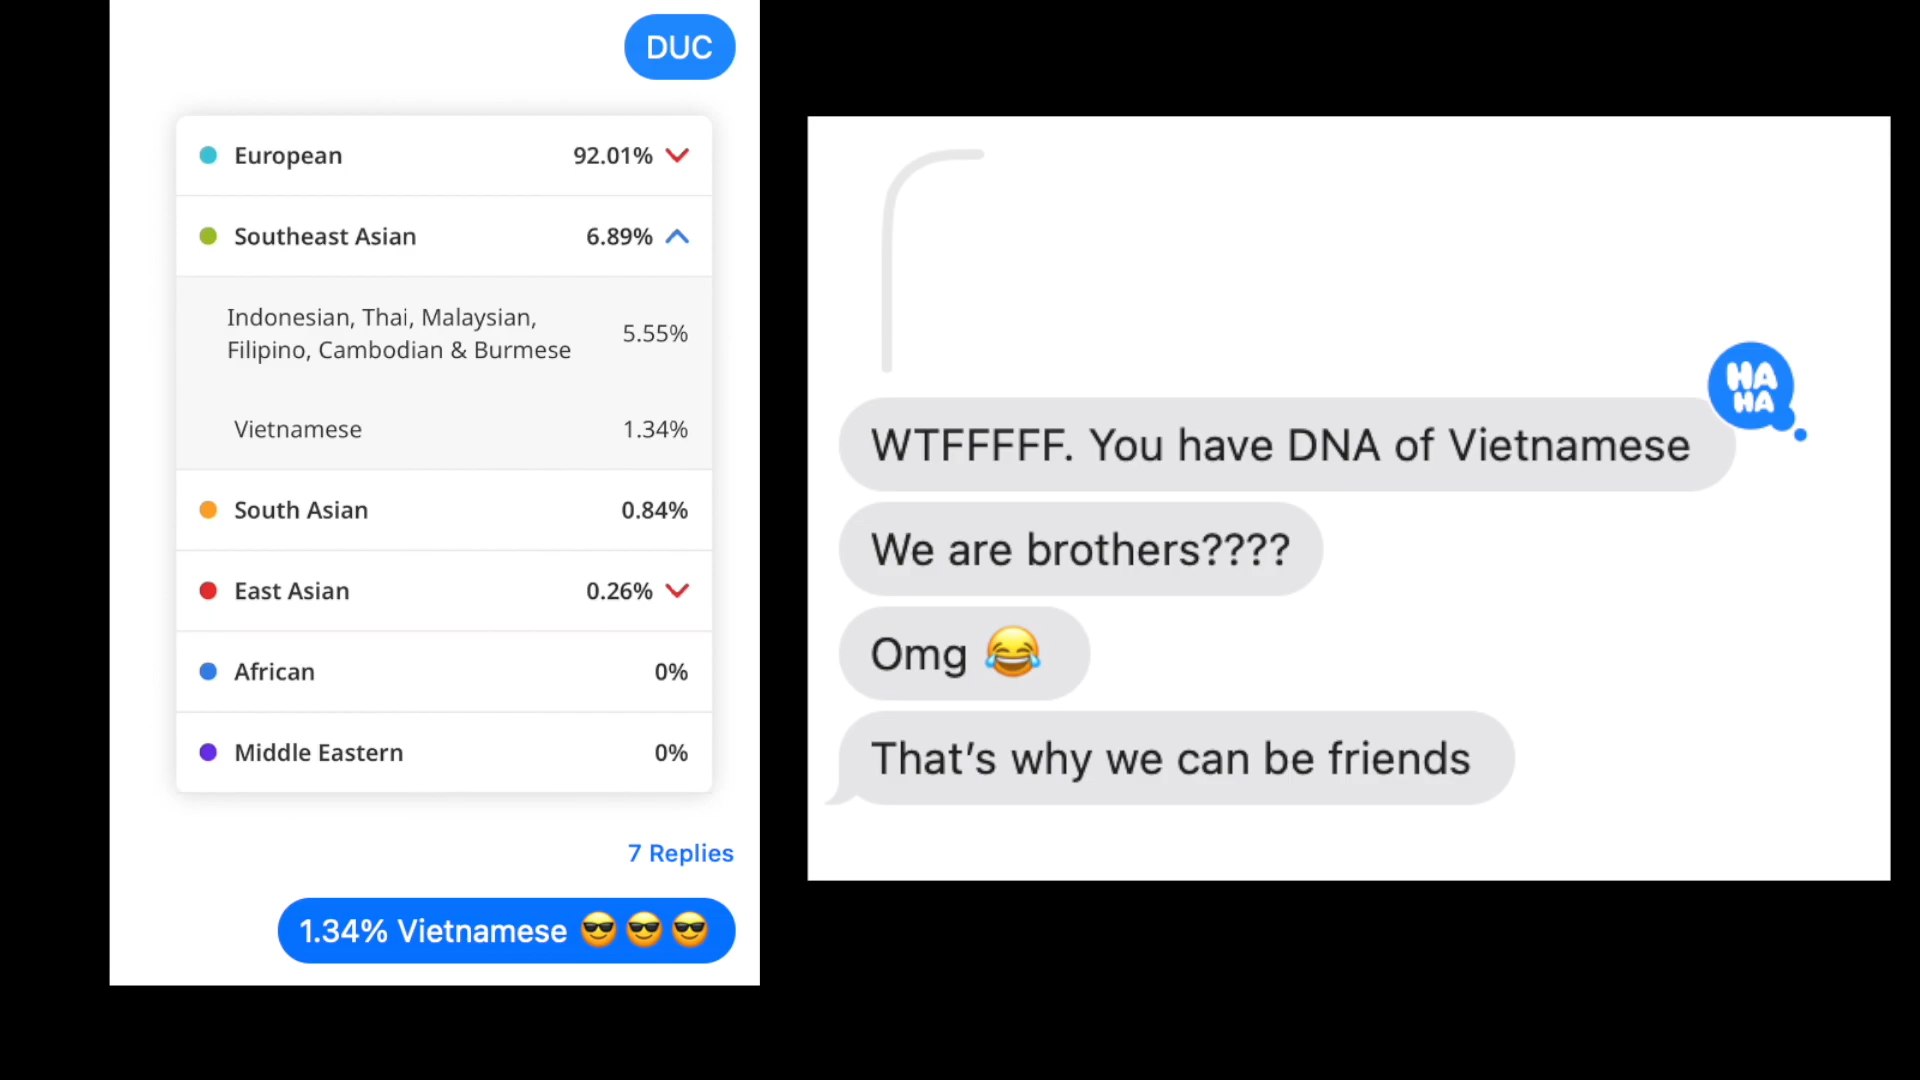 DUC
European 92.01%
Southeast Asian 6.89%
Indonesian, Thai, Malaysian,
Filipino, Cambodian & Burmese 5.55%
Vietnamese 1.34%
South Asian 0.84%
East Asian 0.26%
African 0%
Middle Eastern 0%
7 Replies
1.34% Vietnamese 😎😎😎
HA
HA
WTFFFFF. You have DNA of Vietnamese
We are brothers????
Omg 😂
That's why we can be friends